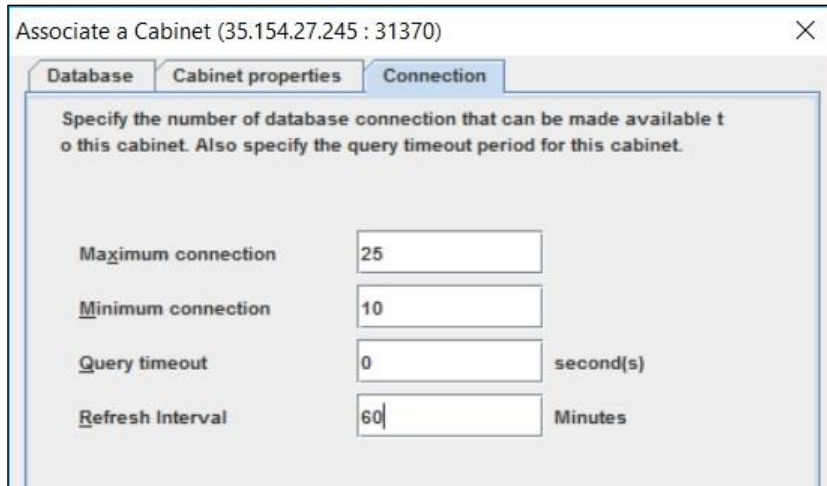 Associate a Cabinet (35.154.27.245 : 31370)
Database Cabinet properties Connection
Specify the number of database connection that can be made available t
o this cabinet. Also specify the query timeout period for this cabinet.
Maximum connection 25
Minimum connection 10
Query timeout 0 second(s)
Refresh Interval 60 Minutes